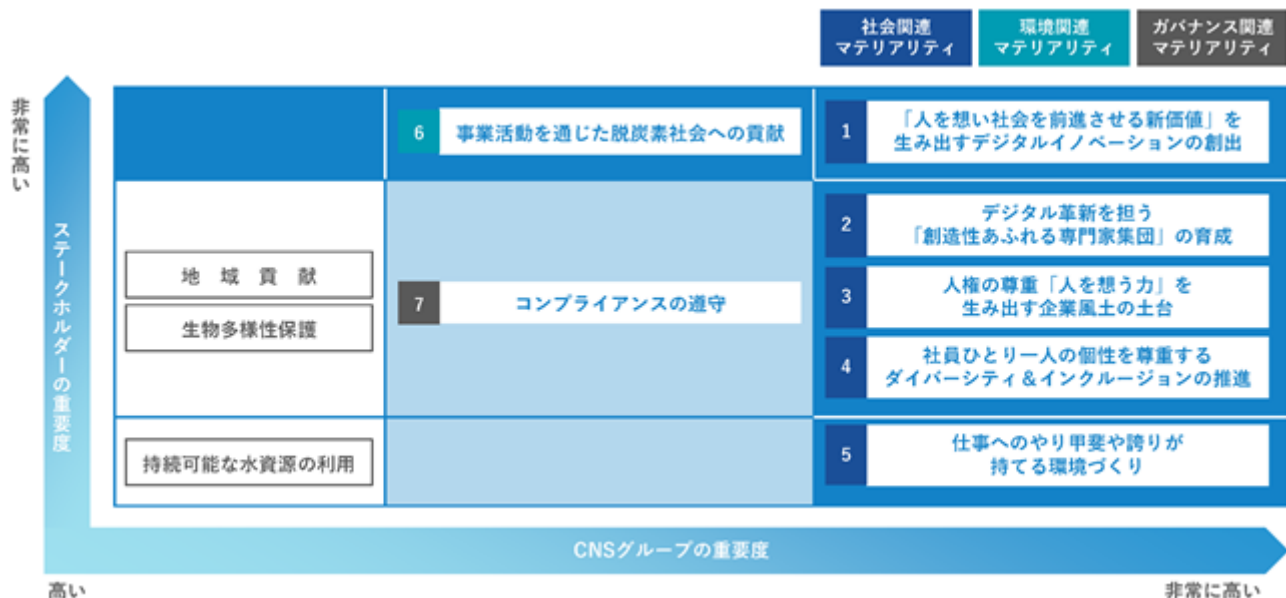 社会関連
マテリアリティ
環境関連
マテリアリティ
ガバナンス関連
マテリアリティ
非常に高い
ステークホルダーの重要度
6
事業活動を通じた脱炭素社会への貢献
1
「人を想い社会を前進させる新価値」を
生み出すデジタルイノベーションの創出
地 域 貢 献
生物多様性保護
7
コンプライアンスの遵守
2
デジタル革新を担う
「創造性あふれる専門家集団」の育成
3
人権の尊重「人を想う力」を
生み出す企業風土の土台
4
社員ひとり一人の個性を尊重する
ダイバーシティ＆インクルージョンの推進
持続可能な水資源の利用
5
仕事へのやり甲斐や誇りが
持てる環境づくり
CNSグループの重要度
高い
非常に高い